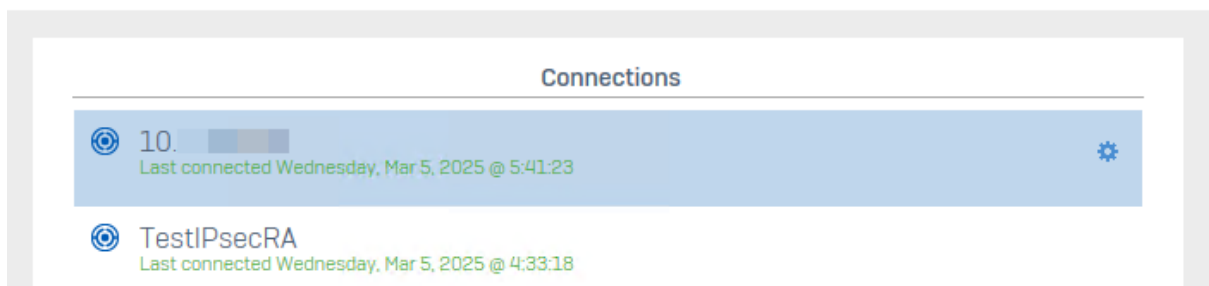 Connections
10.
Last connected Wednesday, Mar 5, 2025 @ 5:41:23
TestIPsecRA
Last connected Wednesday, Mar 5, 2025 @ 4:33:18